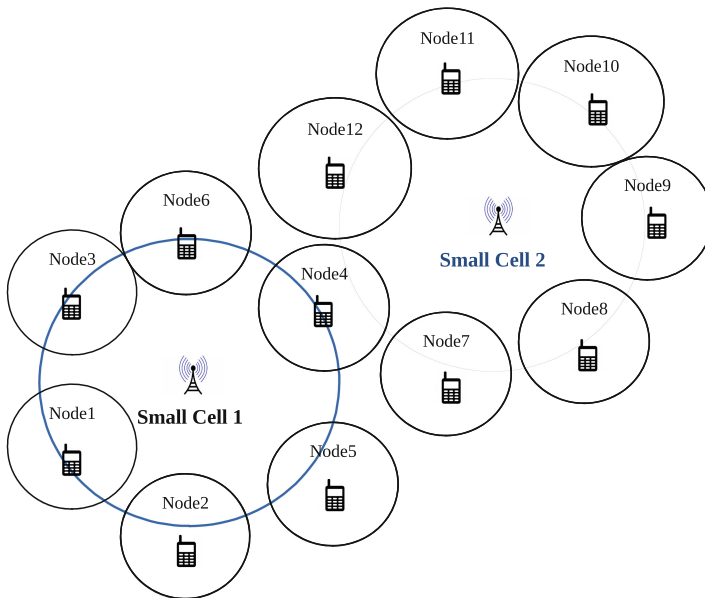 Node11
Node10
Node12
Node9
Node6
Node3
Small Cell 2
Node4
Node8
Node7
Node1
Small Cell 1
Node5
Node2